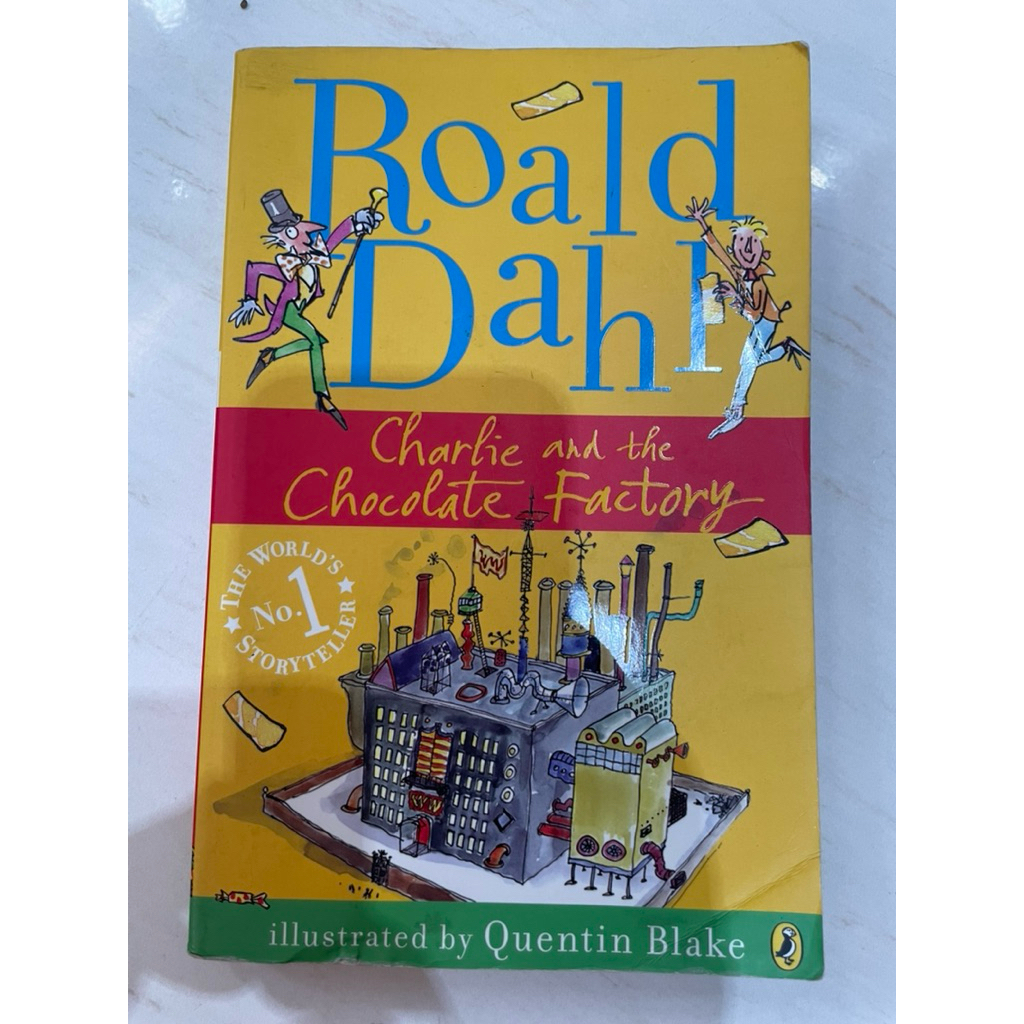 Roald
Dahl
Charlie and the
Chocolate Factory
THE WORLD'S
No.1
STORYTELLER
illustrated by Quentin Blake